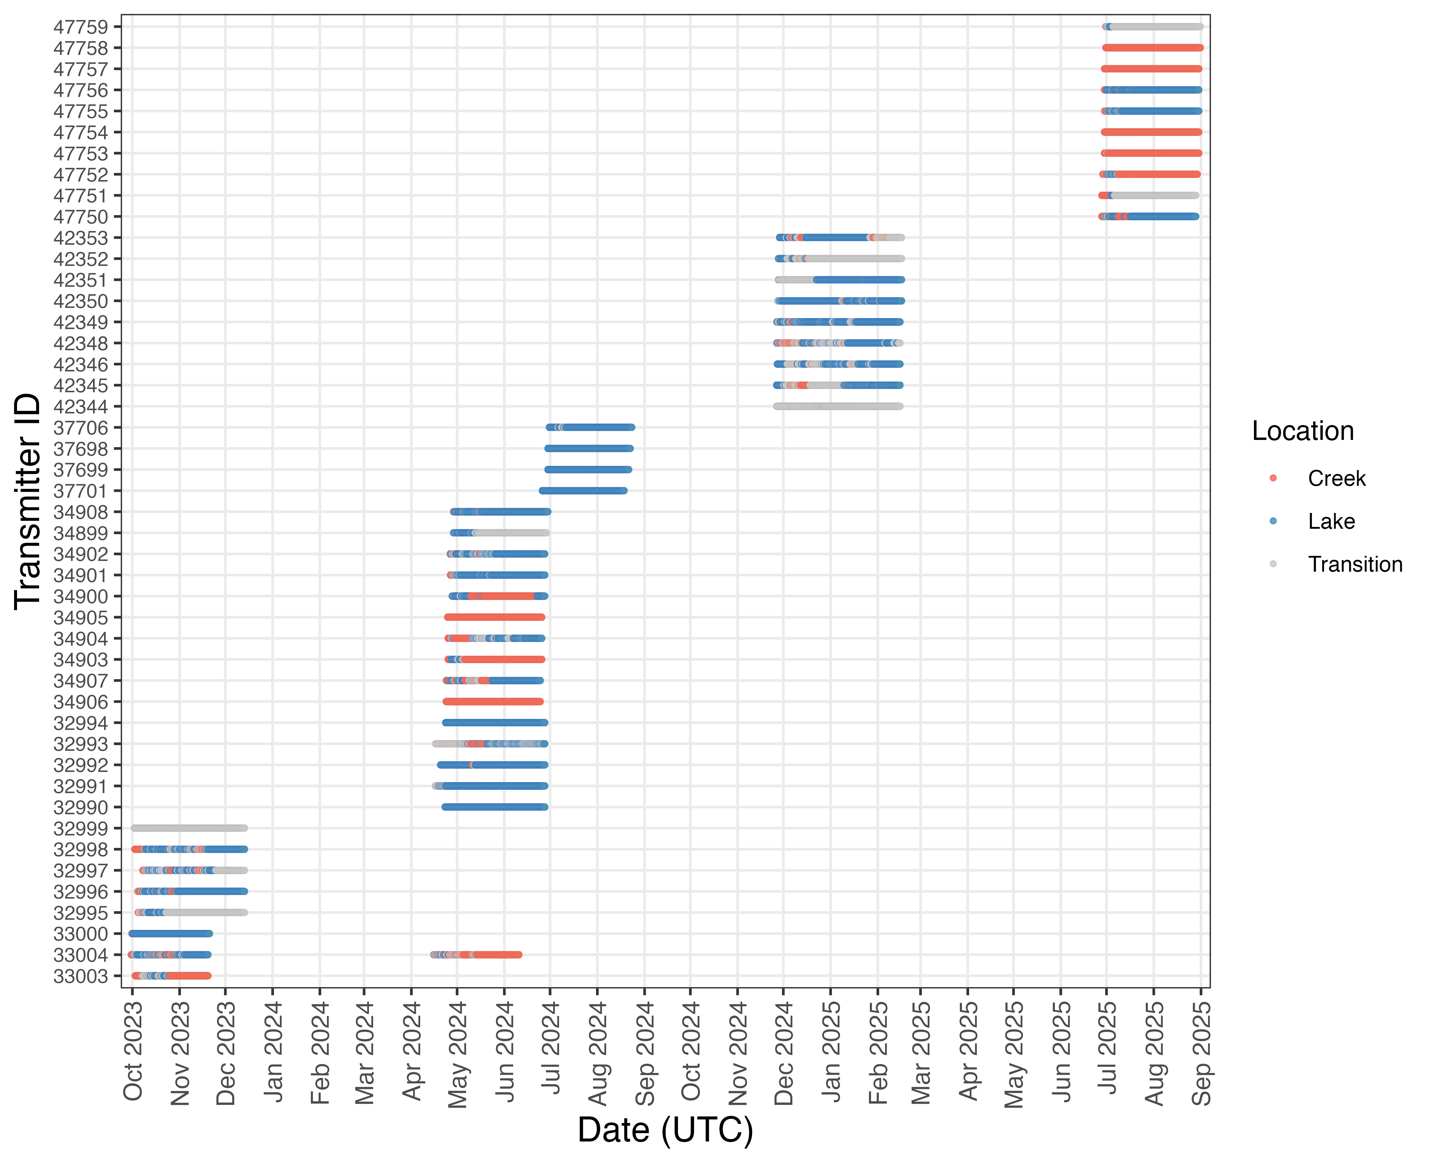 47759
47758
47757
47756
47755
47754
47753
47752
47751
47750
42353
42352
42351
42350
42349
42348
42346
42345
42344
37706
37698
37699
37701
34908
34899
34902
34901
34900
34905
34904
34903
34907
34906
32994
32993
32992
32991
32990
32999
32998
32997
32996
32995
33000
33004
33003
Transmitter ID
Oct 2023
Nov 2023
Dec 2023
Jan 2024
Feb 2024
Mar 2024
Apr 2024
May 2024
Jun 2024
Jul 2024
Aug 2024
Sep 2024
Oct 2024
Nov 2024
Dec 2024
Jan 2025
Feb 2025
Mar 2025
Apr 2025
May 2025
Jun 2025
Jul 2025
Aug 2025
Sep 2025
Date (UTC)
Location
Creek
Lake
Transition